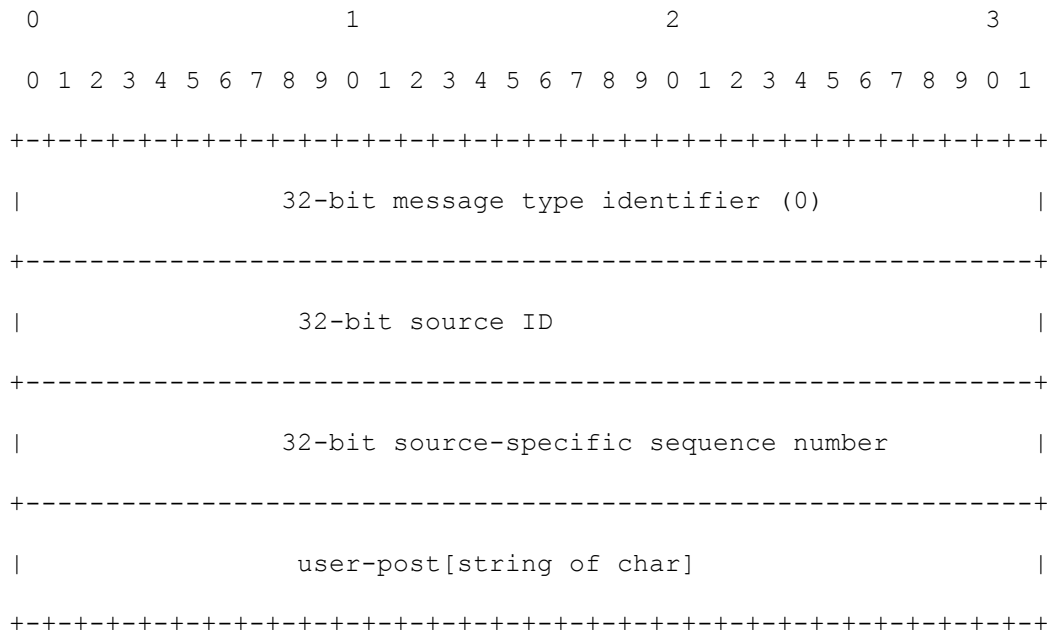 0                   1                   2                   3
 0 1 2 3 4 5 6 7 8 9 0 1 2 3 4 5 6 7 8 9 0 1 2 3 4 5 6 7 8 9 0 1
+-+-+-+-+-+-+-+-+-+-+-+-+-+-+-+-+-+-+-+-+-+-+-+-+-+-+-+-+-+-+-+-+
|                32-bit message type identifier (0)             |
+---------------------------------------------------------------+
|                 32-bit source ID                              |
+---------------------------------------------------------------+
|                32-bit source-specific sequence number         |
+---------------------------------------------------------------+
|                 user-post[string of char]                     |
+-+-+-+-+-+-+-+-+-+-+-+-+-+-+-+-+-+-+-+-+-+-+-+-+-+-+-+-+-+-+-+-+